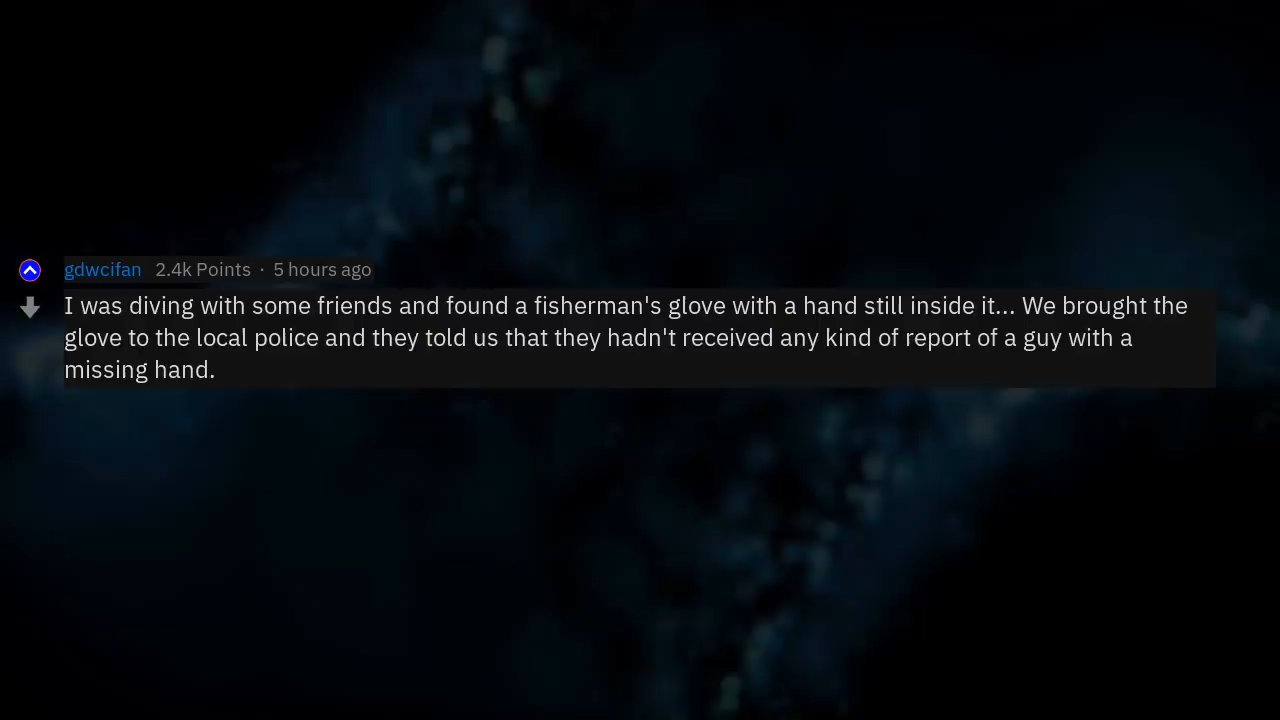 gdwcifan 2.4k Points · 5 hours ago
I was diving with some friends and found a fisherman's glove with a hand still inside it... We brought the
glove to the local police and they told us that they hadn't received any kind of report of a guy with a
missing hand.